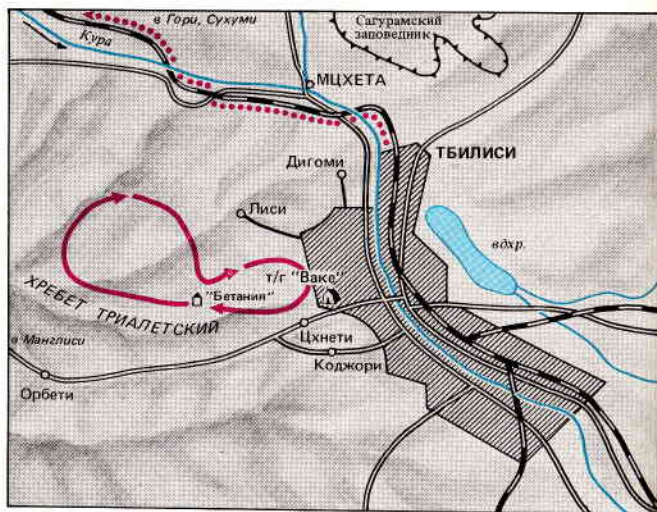 в Гори, Сухуми
Сагурамский
заповедник
Кура
МЦХЕТА
ТБИЛИСИ
Дигоми
Лиси
вдхр.
т/г "Ваке"
"Бетания"
ХРЕБЕТ ТРИАЛЕТСКИЙ
в Манглиси
Цхнети
Коджори
Орбети